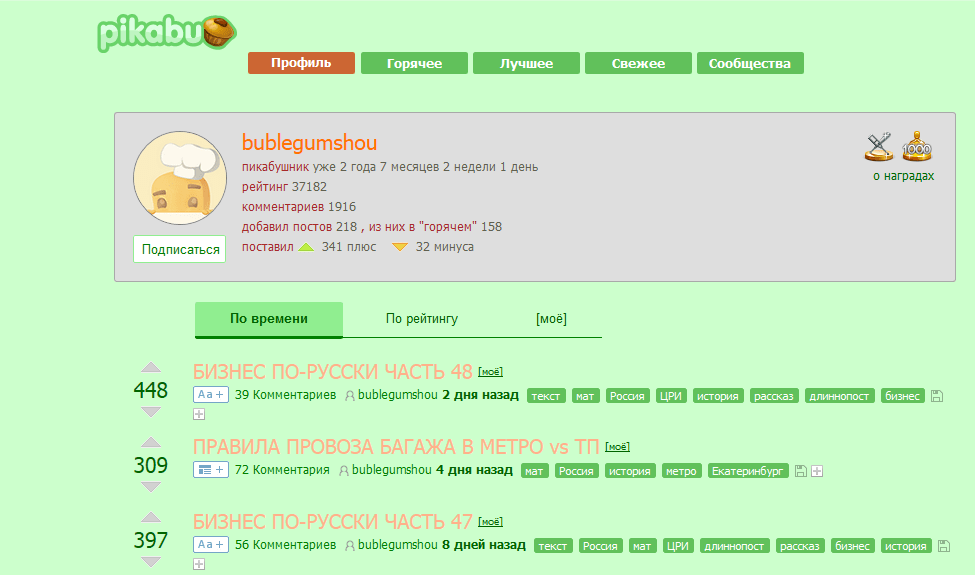 pikabu
Профиль Горячее Лучшее Свежее Сообщества
bublegumshou
пикабушник уже 2 года 7 месяцев 2 недели 1 день
рейтинг 37182
комментариев 1916
добавил постов 218 , из них в "горячем" 158
поставил 341 плюс 32 минуса
1000
о наградах
Подписаться
По времени По рейтингу [моё]
448
БИЗНЕС ПО-РУССКИ ЧАСТЬ 48 [моё]
Aa + 39 Комментариев bublegumshou 2 дня назад текст мат Россия ЦРИ история рассказ длиннопост бизнес
309
ПРАВИЛА ПРОВОЗА БАГАЖА В МЕТРО vs ТП [моё]
+ 72 Комментария bublegumshou 4 дня назад мат Россия история метро Екатеринбург
397
БИЗНЕС ПО-РУССКИ ЧАСТЬ 47 [моё]
Aa + 56 Комментариев bublegumshou 8 дней назад текст Россия мат ЦРИ длиннопост рассказ бизнес история